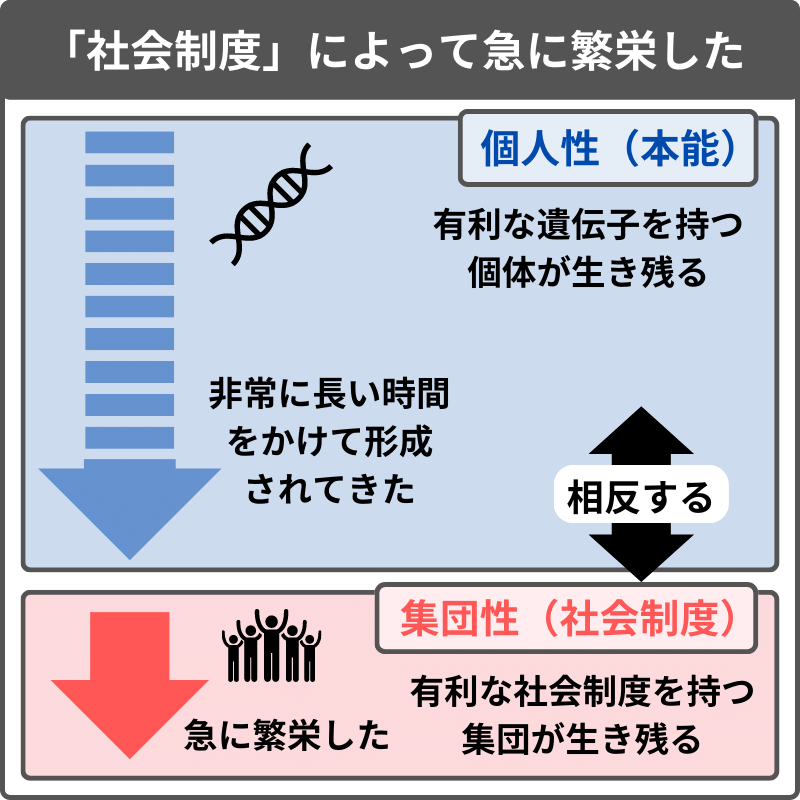 「社会制度」によって急に繁栄した
個人性（本能）
有利な遺伝子を持つ
個体が生き残る
非常に長い時間
をかけて形成
されてきた
相反する
集団性（社会制度）
有利な社会制度を持つ
集団が生き残る
急に繁栄した